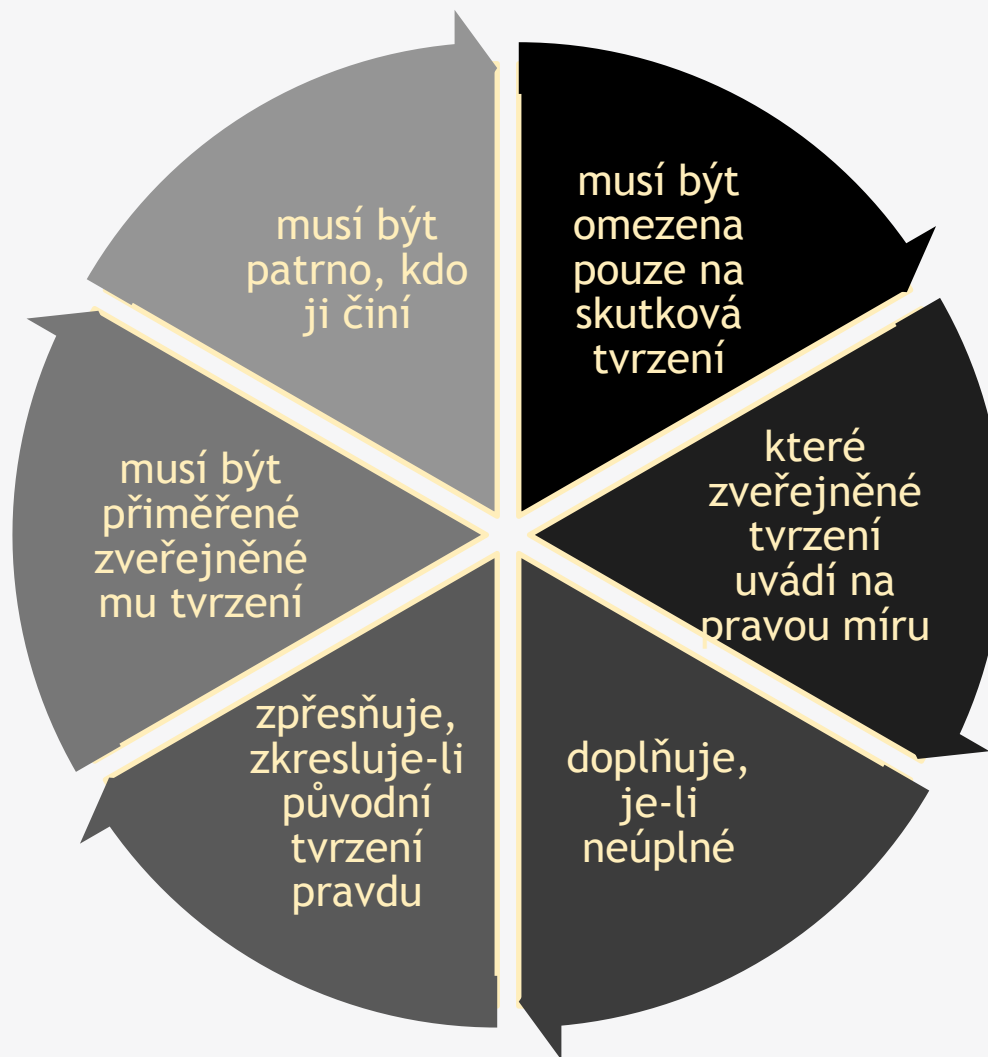 musí být
omezena
pouze na
skutková
tvrzení
které
zveřejněné
tvrzení
uvádí na
pravou míru
doplňuje,
je-li
neúplné
zpřesňuje,
zkresluje-li
původní
tvrzení
pravdu
musí být
přiměřené
zveřejněné
mu tvrzení
musí být
patrno, kdo
ji činí